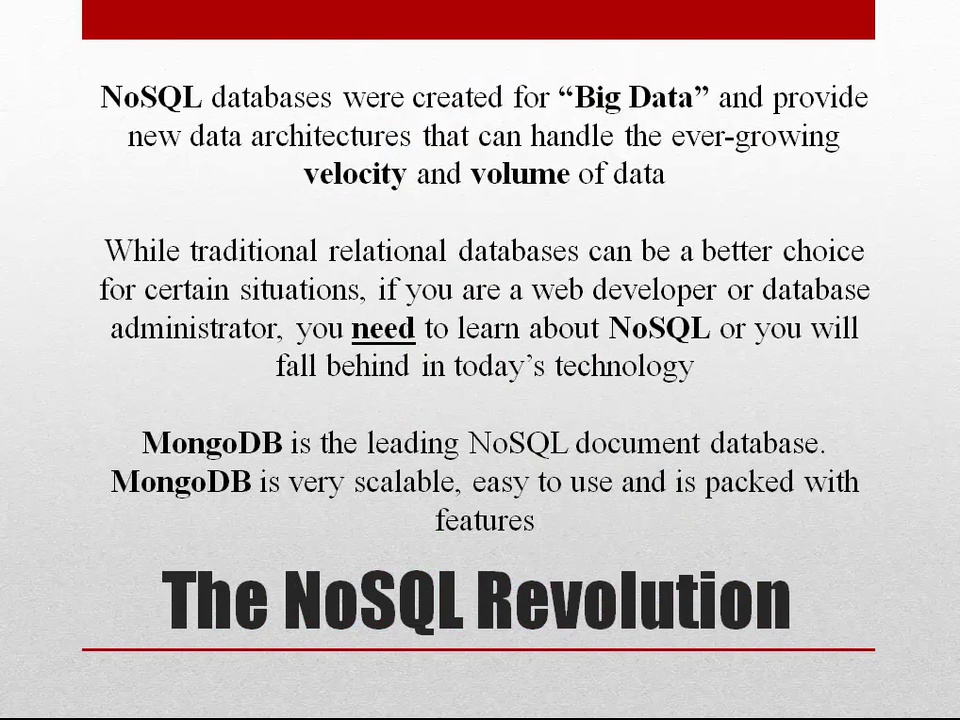 NoSQL databases were created for “Big Data” and provide
new data architectures that can handle the ever-growing
velocity and volume of data
While traditional relational databases can be a better choice
for certain situations, if you are a web developer or database
administrator, you need to learn about NoSQL or you will
fall behind in today’s technology
MongoDB is the leading NoSQL document database.
MongoDB is very scalable, easy to use and is packed with
features
The NoSQL Revolution